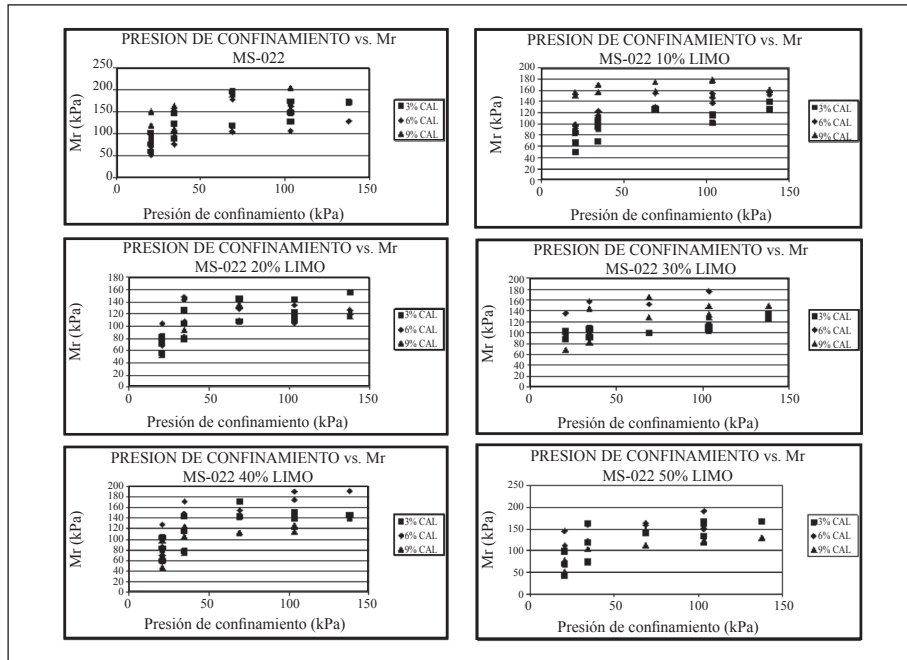 PRESION DE CONFINAMIENTO vs. Mr
MS-022
Mr (kPa)
250
200
150
100
50
0
0
50
100
150
Presión de confinamiento (kPa)
3% CAL
6% CAL
9% CAL
PRESION DE CONFINAMIENTO vs. Mr
MS-022 10% LIMO
Mr (kPa)
200
180
160
140
120
100
80
60
40
20
0
0
50
100
150
Presión de confinamiento (kPa)
3% CAL
6% CAL
9% CAL
PRESION DE CONFINAMIENTO vs. Mr
MS-022 20% LIMO
Mr (kPa)
180
160
140
120
100
80
60
40
20
0
0
50
100
150
Presión de confinamiento (kPa)
3% CAL
6% CAL
9% CAL
PRESION DE CONFINAMIENTO vs. Mr
MS-022 30% LIMO
Mr (kPa)
200
180
160
140
120
100
80
60
40
20
0
0
50
100
150
Presión de confinamiento (kPa)
3% CAL
6% CAL
9% CAL
PRESION DE CONFINAMIENTO vs. Mr
MS-022 40% LIMO
Mr (kPa)
200
180
160
140
120
100
80
60
40
20
0
0
50
100
150
Presión de confinamiento (kPa)
3% CAL
6% CAL
9% CAL
PRESION DE CONFINAMIENTO vs. Mr
MS-022 50% LIMO
Mr (kPa)
250
200
150
100
50
0
0
50
100
150
Presión de confinamiento (kPa)
3% CAL
6% CAL
9% CAL